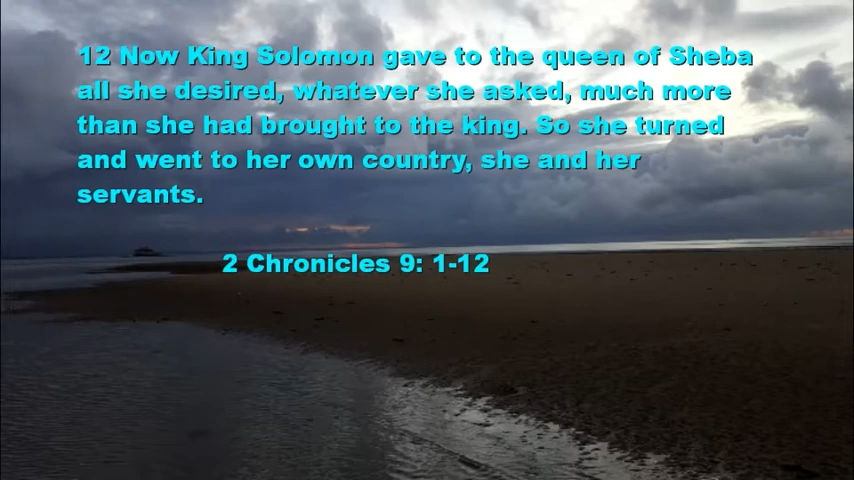 12 Now King Solomon gave to the queen of Sheba
all she desired, whatever she asked, much more
than she had brought to the king. So she turned
and went to her own country, she and her
servants.
2 Chronicles 9: 1-12